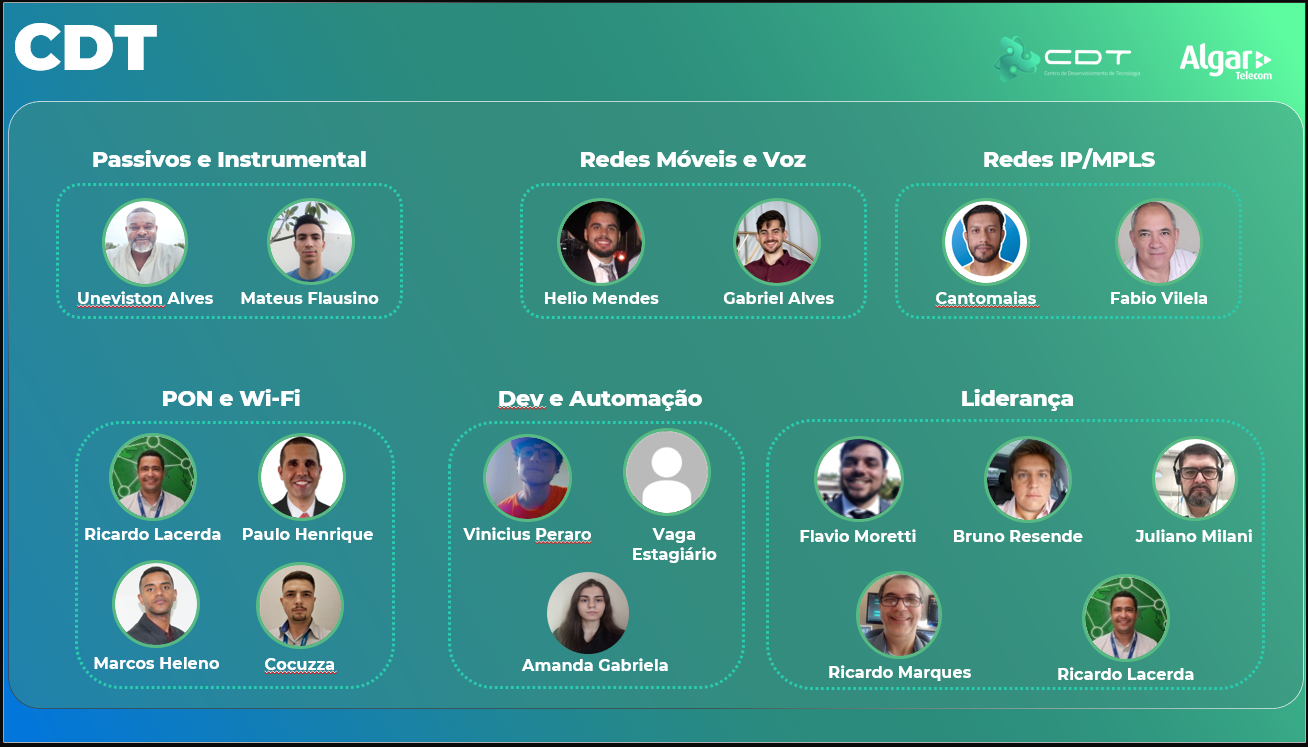 CDT
CDT
Centro de Desenvolvimento de Tecnologia
Algar
Telecom
Passivos e Instrumental
Redes Móveis e Voz
Redes IP/MPLS
Uneviston Alves
Mateus Flausino
Helio Mendes
Gabriel Alves
Cantomaias
Fabio Vilela
PON e Wi-Fi
Dev e Automação
Liderança
Ricardo Lacerda
Paulo Henrique
Marcos Heleno
Cocuzza
Vinicius Peraro
Vaga
Estagiário
Amanda Gabriela
Flavio Moretti
Bruno Resende
Juliano Milani
Ricardo Marques
Ricardo Lacerda